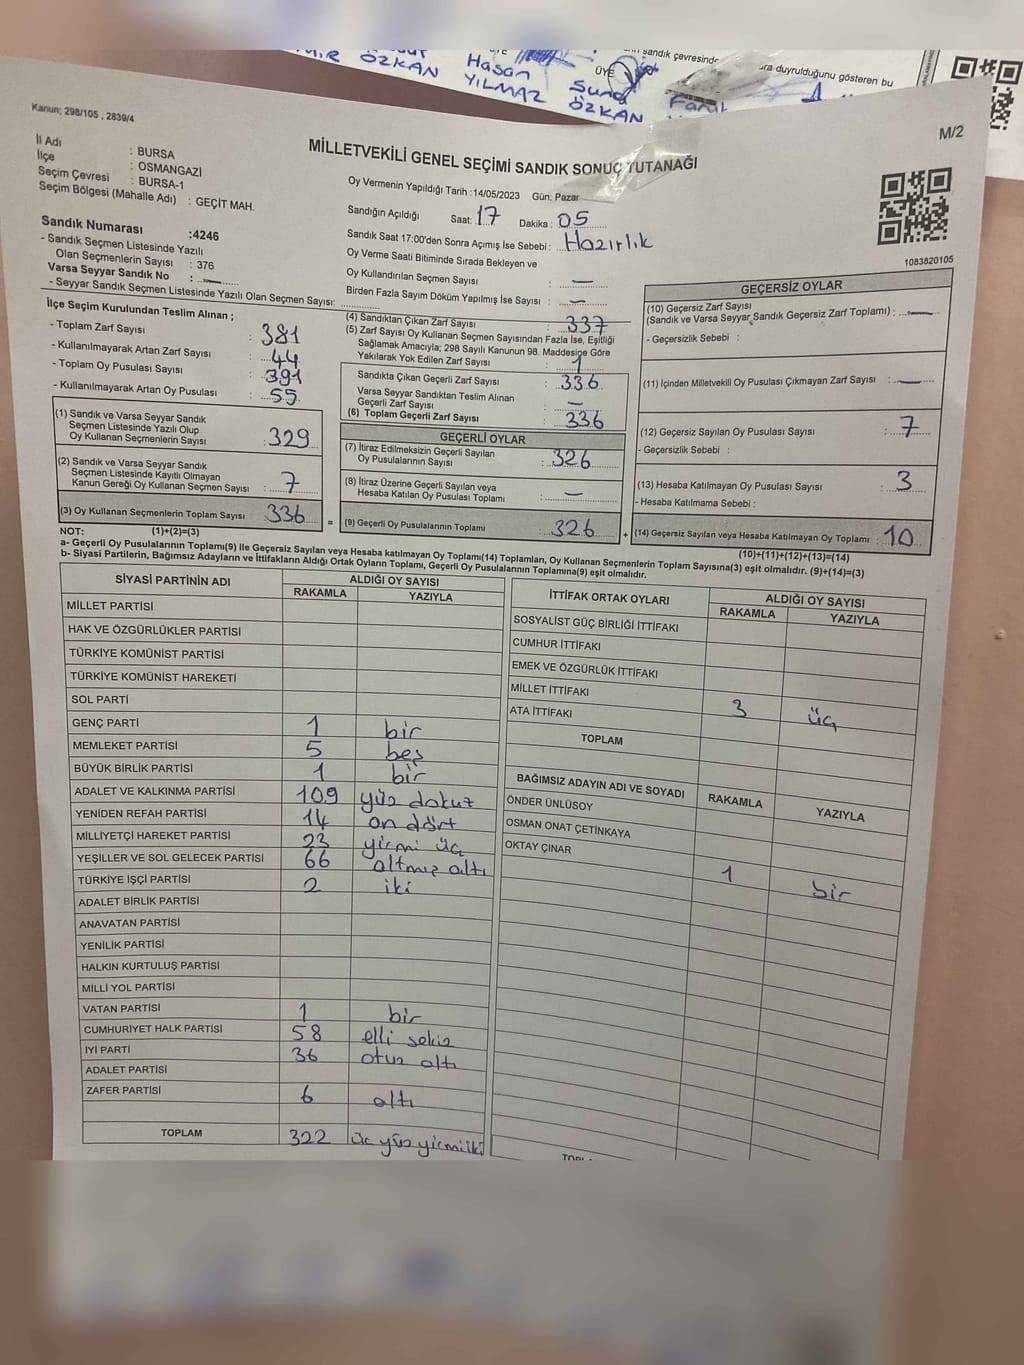 ÖZKAN
Hasan
YILMAZ
ÜYE
Suna
ÖZKAN
Faruk
sandık çevresinde
duyrulduğunu gösteren bu
Kanun; 298/105 , 2839/4
M/2
MİLLETVEKİLİ GENEL SEÇİMİ SANDIK SONUÇ TUTANAĞI
İl Adı : BURSA
İlçe : OSMANGAZİ
Seçim Çevresi : BURSA-1
Seçim Bölgesi (Mahalle Adı) : GEÇİT MAH.
Oy Vermenin Yapıldığı Tarih :14/05/2023 Gün: Pazar
Sandığın Açıldığı Saat: 17 Dakika : 05
Sandık Saat 17:00'den Sonra Açımış İse Sebebi : Hazırlık
Oy Verme Saati Bitiminde Sırada Bekleyen ve
Oy Kullandırılan Seçmen Sayısı : —
Birden Fazla Sayım Döküm Yapılmış İse Sayısı : —
1083820105
Sandık Numarası :4246
- Sandık Seçmen Listesinde Yazılı
Olan Seçmenlerin Sayısı : 376
Varsa Seyyar Sandık No : —
- Seyyar Sandık Seçmen Listesinde Yazılı Olan Seçmen Sayısı:
İlçe Seçim Kurulundan Teslim Alınan ;
- Toplam Zarf Sayısı : 381
- Kullanılmayarak Artan Zarf Sayısı : 44
- Toplam Oy Pusulası Sayısı : 391
- Kullanılmayarak Artan Oy Pusulası : 55
(1) Sandık ve Varsa Seyyar Sandık
Seçmen Listesinde Yazılı Olup
Oy Kullanan Seçmenlerin Sayısı : 329
(2) Sandık ve Varsa Seyyar Sandık
Seçmen Listesinde Kayıtlı Olmayan
Kanun Gereği Oy Kullanan Seçmen Sayısı : 7
(3) Oy Kullanan Seçmenlerin Toplam Sayısı : 336
(4) Sandıktan Çıkan Zarf Sayısı : 337
(5) Zarf Sayısı Oy Kullanan Seçmen Sayısından Fazla İse, Eşitliği
Sağlamak Amacıyla; 298 Sayılı Kanunun 98. Maddesine Göre
Yakılarak Yok Edilen Zarf Sayısı : 1
Sandıkta Çıkan Geçerli Zarf Sayısı : 336
Varsa Seyyar Sandıktan Teslim Alınan
Geçerli Zarf Sayısı : —
(6) Toplam Geçerli Zarf Sayısı : 336
GEÇERLİ OYLAR
(7) İtiraz Edilmeksizin Geçerli Sayılan
Oy Pusulalarının Sayısı : 326
(8) İtiraz Üzerine Geçerli Sayılan veya
Hesaba Katılan Oy Pusulası Toplamı : —
= (9) Geçerli Oy Pusulalarının Toplamı : 326
GEÇERSİZ OYLAR
(10) Geçersiz Zarf Sayısı
(Sandık ve Varsa Seyyar Sandık Geçersiz Zarf Toplamı) : —
- Geçersizlik Sebebi :
(11) İçinden Milletvekili Oy Pusulası Çıkmayan Zarf Sayısı : —
(12) Geçersiz Sayılan Oy Pusulası Sayısı : 7
- Geçersizlik Sebebi :
(13) Hesaba Katılmayan Oy Pusulası Sayısı : 3
- Hesaba Katılmama Sebebi :
+ (14) Geçersiz Sayılan veya Hesaba Katılmayan Oy Toplamı : 10
NOT: (1)+(2)=(3)
(10)+(11)+(12)+(13)=(14)
a- Geçerli Oy Pusulalarının Toplamı(9) ile Geçersiz Sayılan veya Hesaba katılmayan Oy Toplamı(14) Toplamları, Oy Kullanan Seçmenlerin Toplam Sayısına(3) eşit olmalıdır. (9)+(14)=(3)
b- Siyasi Partilerin, Bağımsız Adayların ve İttifakların Aldığı Ortak Oyların Toplamı, Geçerli Oy Pusulalarının Toplamına(9) eşit olmalıdır.
SİYASİ PARTİNİN ADI ALDIĞI OY SAYISI
RAKAMLA YAZIYLA
MİLLET PARTİSİ
HAK VE ÖZGÜRLÜKLER PARTİSİ
TÜRKİYE KOMÜNİST PARTİSİ
TÜRKİYE KOMÜNİST HAREKETİ
SOL PARTİ
GENÇ PARTİ 1 bir
MEMLEKET PARTİSİ 5 beş
BÜYÜK BİRLİK PARTİSİ 1 bir
ADALET VE KALKINMA PARTİSİ 109 yüz dokuz
YENİDEN REFAH PARTİSİ 14 on dört
MİLLİYETÇİ HAREKET PARTİSİ 23 yirmi üç
YEŞİLLER VE SOL GELECEK PARTİSİ 66 altmış altı
TÜRKİYE İŞÇİ PARTİSİ 2 iki
ADALET BİRLİK PARTİSİ
ANAVATAN PARTİSİ
YENİLİK PARTİSİ
HALKIN KURTULUŞ PARTİSİ
MİLLİ YOL PARTİSİ
VATAN PARTİSİ 1 bir
CUMHURİYET HALK PARTİSİ 58 elli sekiz
İYİ PARTİ 36 otuz altı
ADALET PARTİSİ
ZAFER PARTİSİ 6 altı
TOPLAM 322 üç yüz yirmi iki
İTTİFAK ORTAK OYLARI ALDIĞI OY SAYISI
RAKAMLA YAZIYLA
SOSYALİST GÜÇ BİRLİĞİ İTTİFAKI
CUMHUR İTTİFAKI
EMEK VE ÖZGÜRLÜK İTTİFAKI
MİLLET İTTİFAKI 3 üç
ATA İTTİFAKI
TOPLAM
BAĞIMSIZ ADAYIN ADI VE SOYADI RAKAMLA YAZIYLA
ÖNDER ÜNLÜSOY
OSMAN ONAT ÇETİNKAYA
OKTAY ÇINAR 1 bir